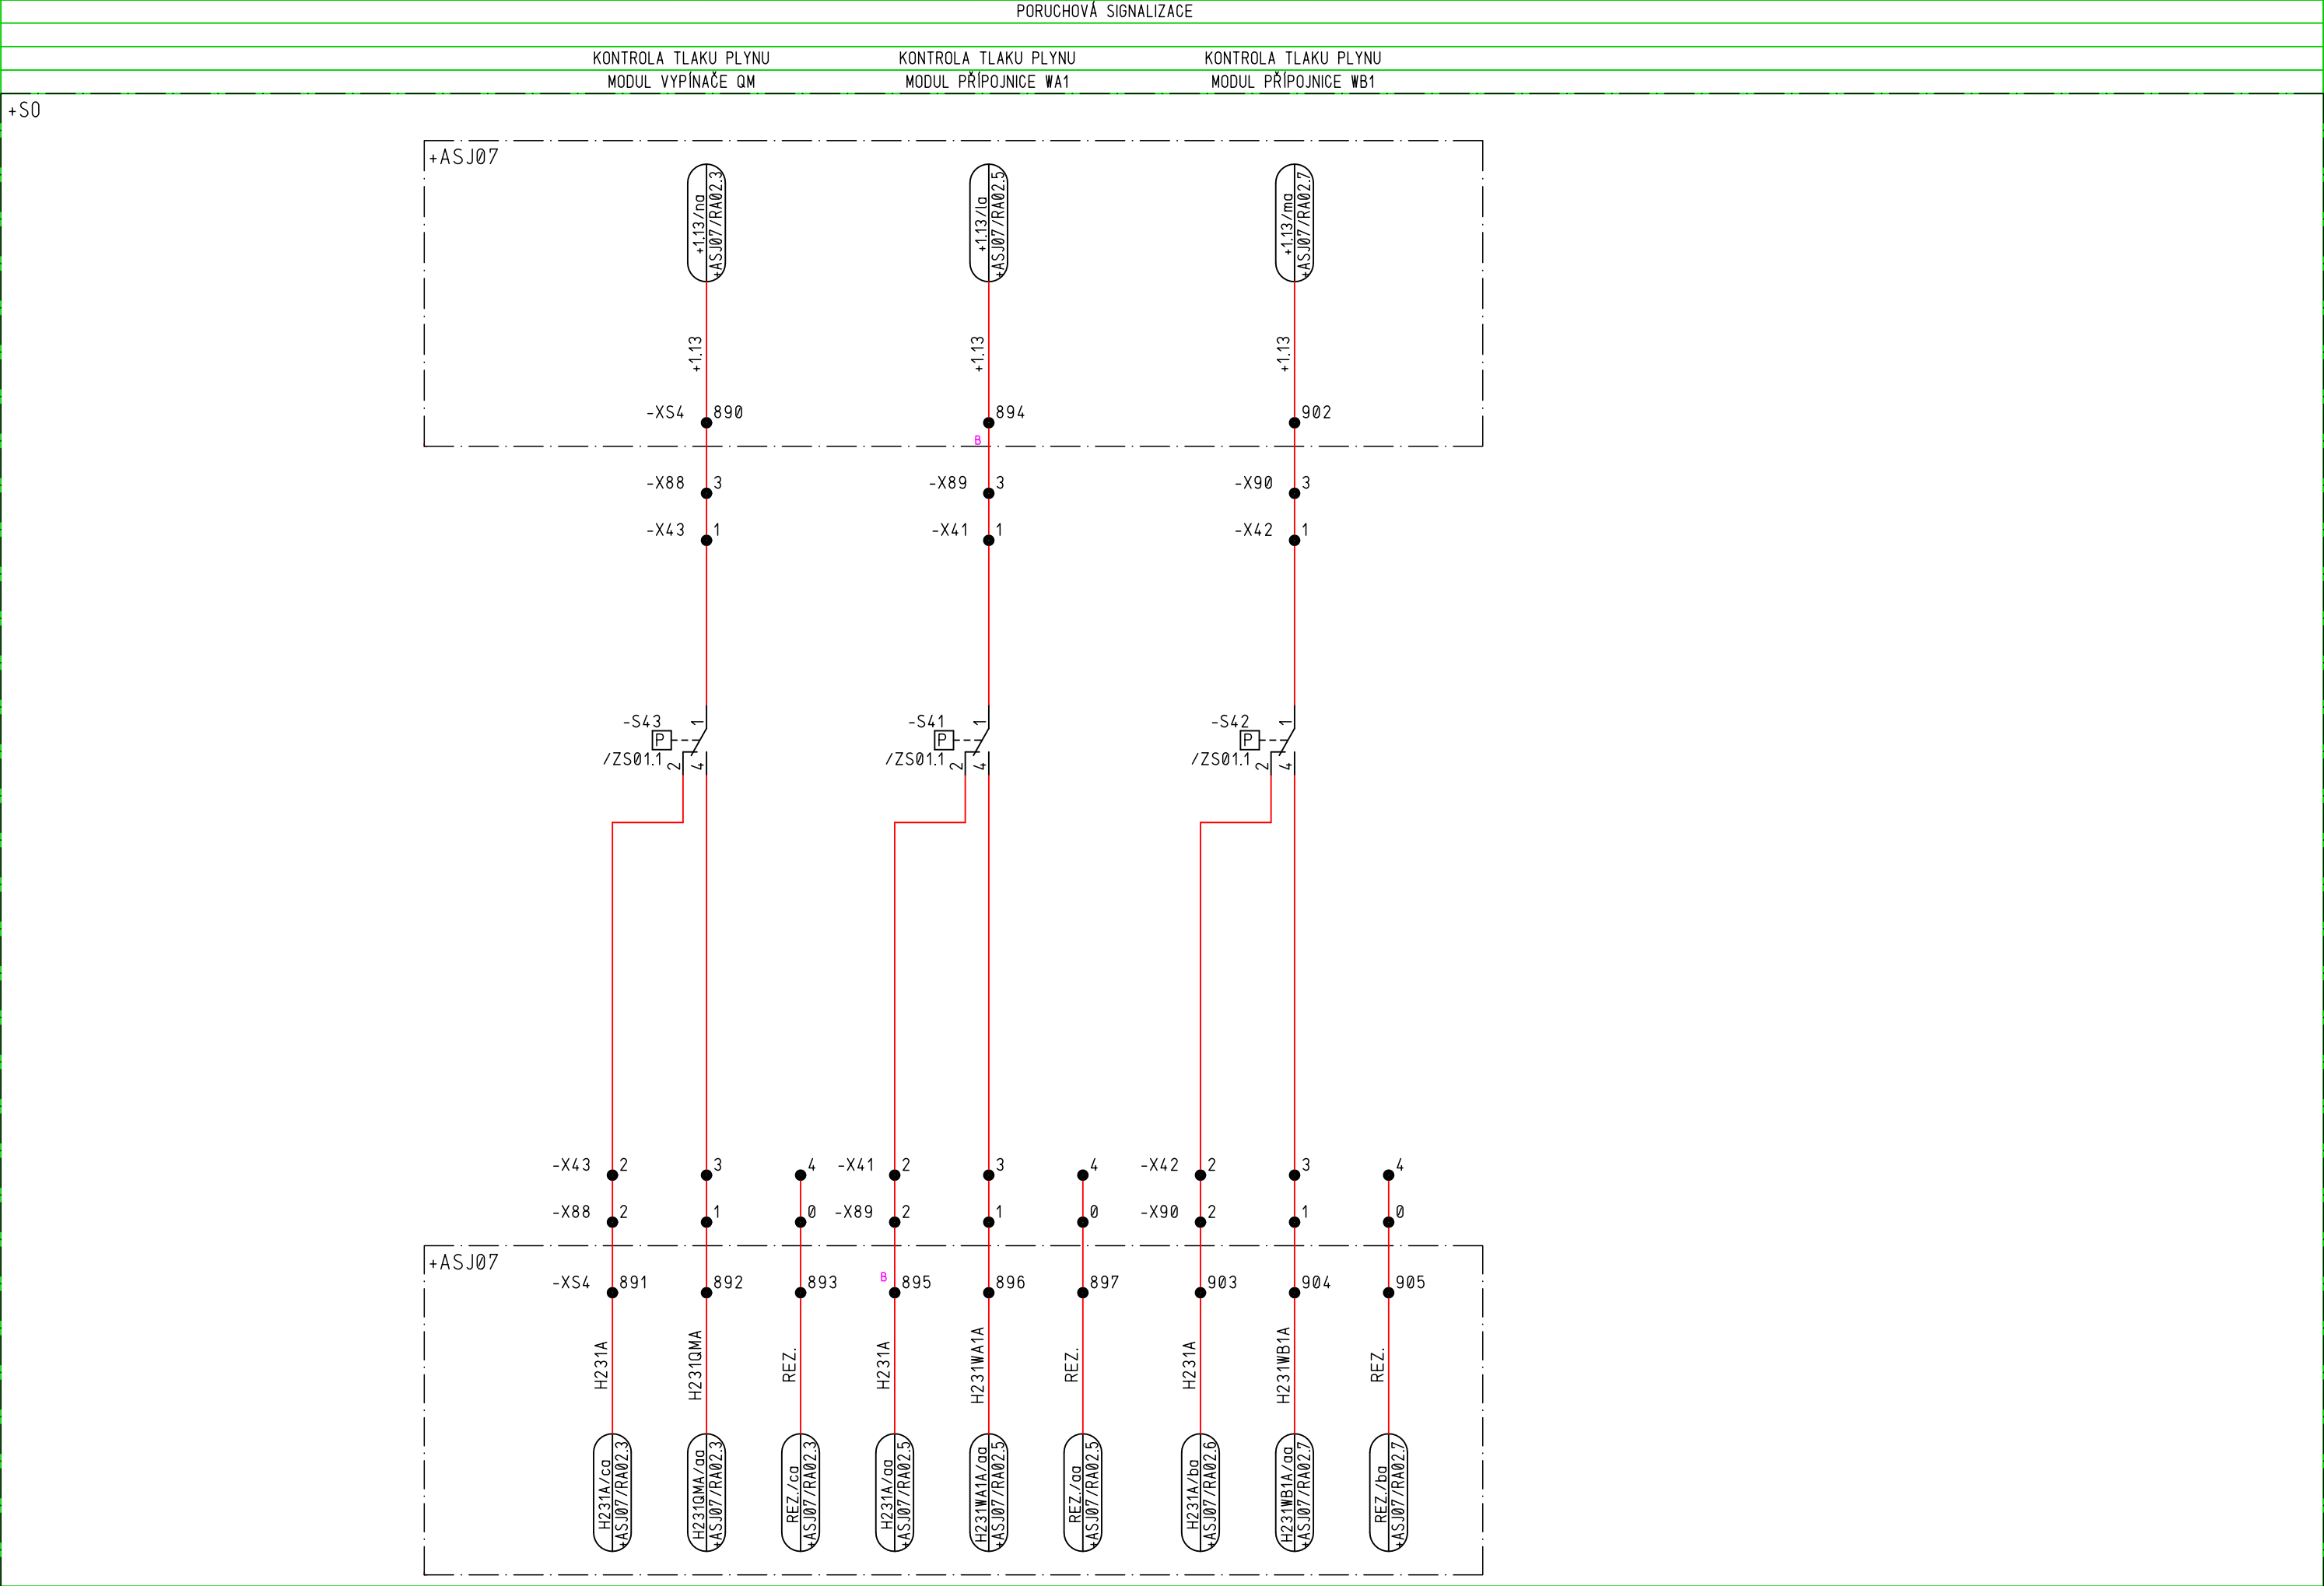 PORUCHOVÁ SIGNALIZACE
KONTROLA TLAKU PLYNU KONTROLA TLAKU PLYNU KONTROLA TLAKU PLYNU
MODUL VYPÍNAČE QM MODUL PŘÍPOJNICE WA1 MODUL PŘÍPOJNICE WB1
+S0
+ASJ07
+1.13/na +1.13/la +1.13/ma
+ASJ07/RA02.3 +ASJ07/RA02.5 +ASJ07/RA02.7
+1.13 +1.13 +1.13
-XS4 890 894 902
B
-X88 3 -X89 3 -X90 3
-X43 1 -X41 1 -X42 1
-S43 1 -S41 1 -S42 1
P P P
/ZS01.1 2 4 /ZS01.1 2 4 /ZS01.1 2 4
-X43 2 3 4 -X41 2 3 4 -X42 2 3 4
-X88 2 1 0 -X89 2 1 0 -X90 2 1 0
+ASJ07
-XS4 891 892 893 B 895 896 897 903 904 905
H231A H231QMA REZ. H231A H231WA1A REZ. H231A H231WB1A REZ.
H231A/ca H231QMA/aa REZ./ca H231A/aa H231WA1A/aa REZ./aa H231A/ba H231WB1A/aa REZ./ba
+ASJ07/RA02.3 +ASJ07/RA02.3 +ASJ07/RA02.3 +ASJ07/RA02.5 +ASJ07/RA02.5 +ASJ07/RA02.5 +ASJ07/RA02.6 +ASJ07/RA02.7 +ASJ07/RA02.7